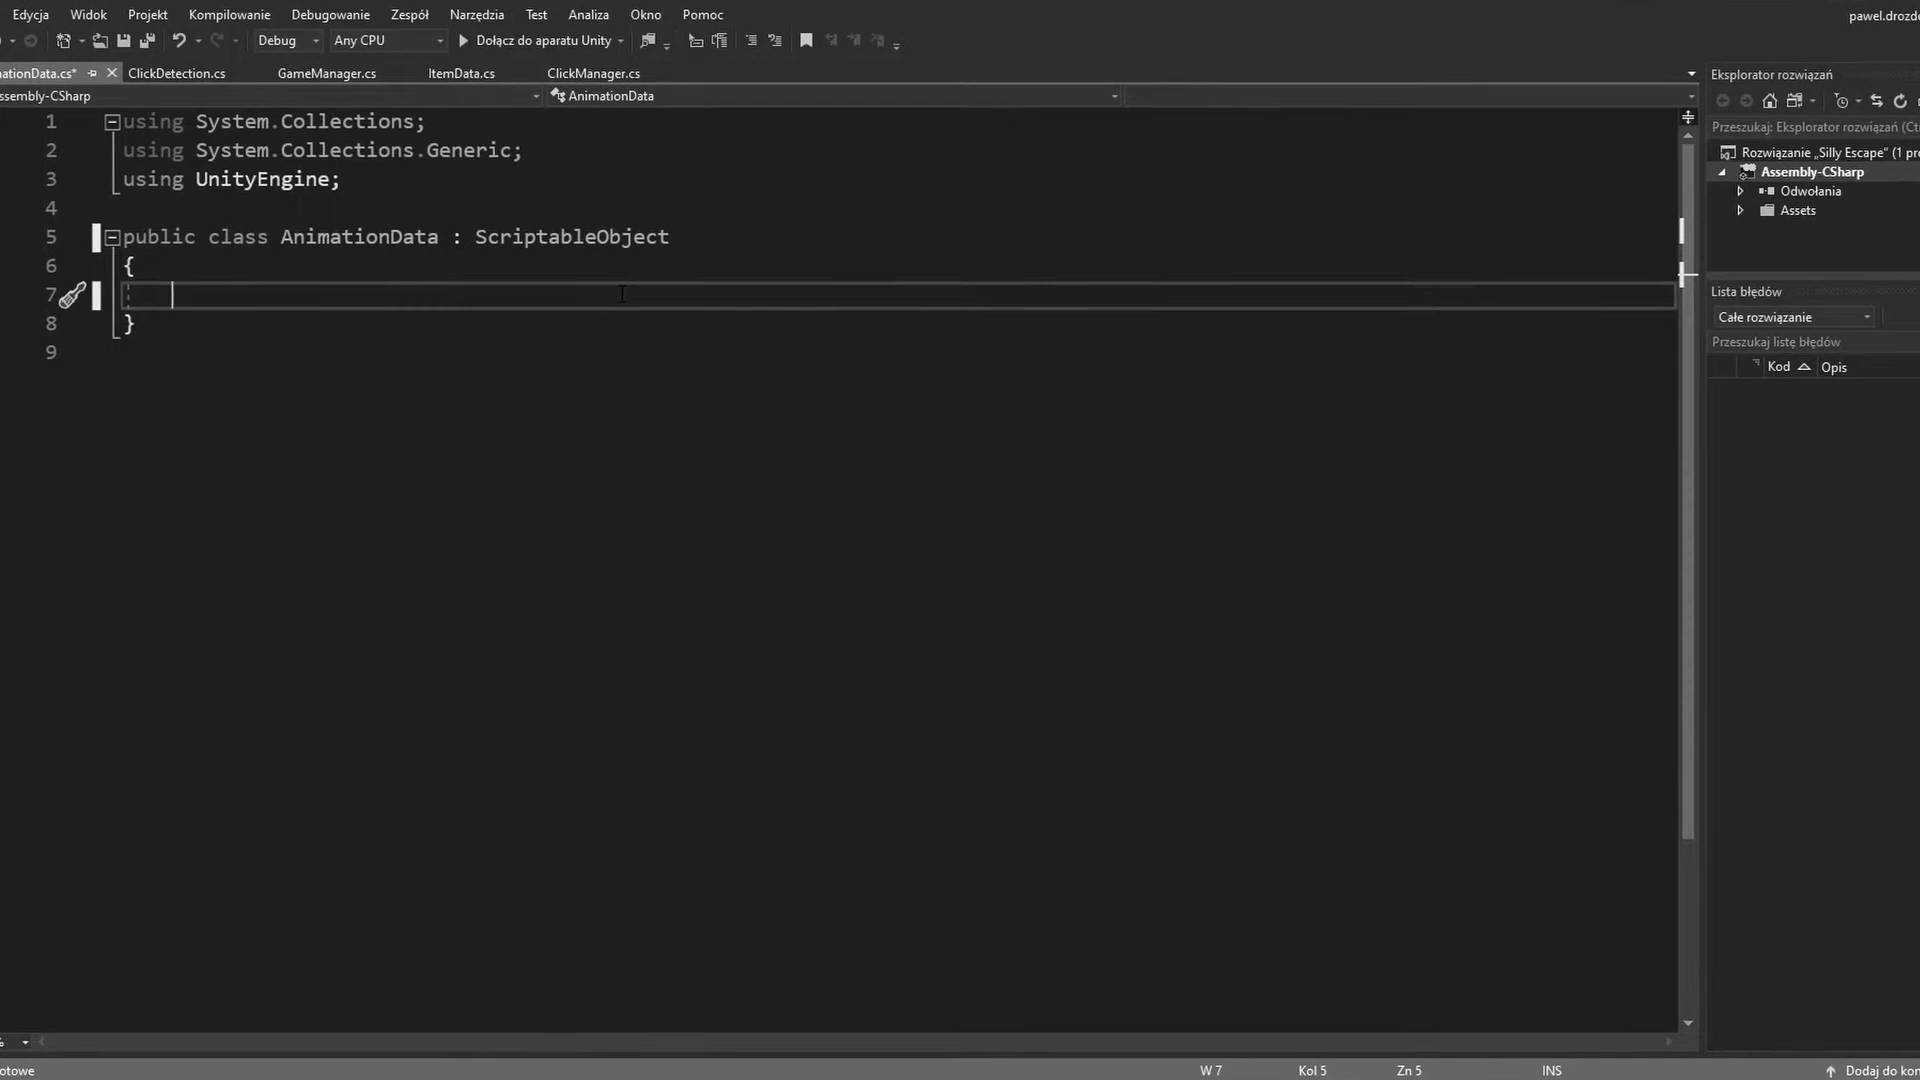 Edycja Widok Projekt Kompilowanie Debugowanie Zespół Narzędzia Test Analiza Okno Pomoc
Debug Any CPU Dołącz do aparatu Unity
ationData.cs* ClickDetection.cs GameManager.cs ItemData.cs ClickManager.cs
ssembly-CSharp AnimationData
1 using System.Collections;
2 using System.Collections.Generic;
3 using UnityEngine;
4
5 public class AnimationData : ScriptableObject
6 {
7
8 }
9
pawel.drozd
Eksplorator rozwiązań
Przeszukaj: Eksplorator rozwiązań (Ct
Rozwiązanie „Silly Escape" (1 pro
Assembly-CSharp
Odwołania
Assets
Lista błędów
Całe rozwiązanie
Przeszukaj listę błędów
Kod Opis
%
otowe W 7 Kol 5 Zn 5 INS Dodaj do kon